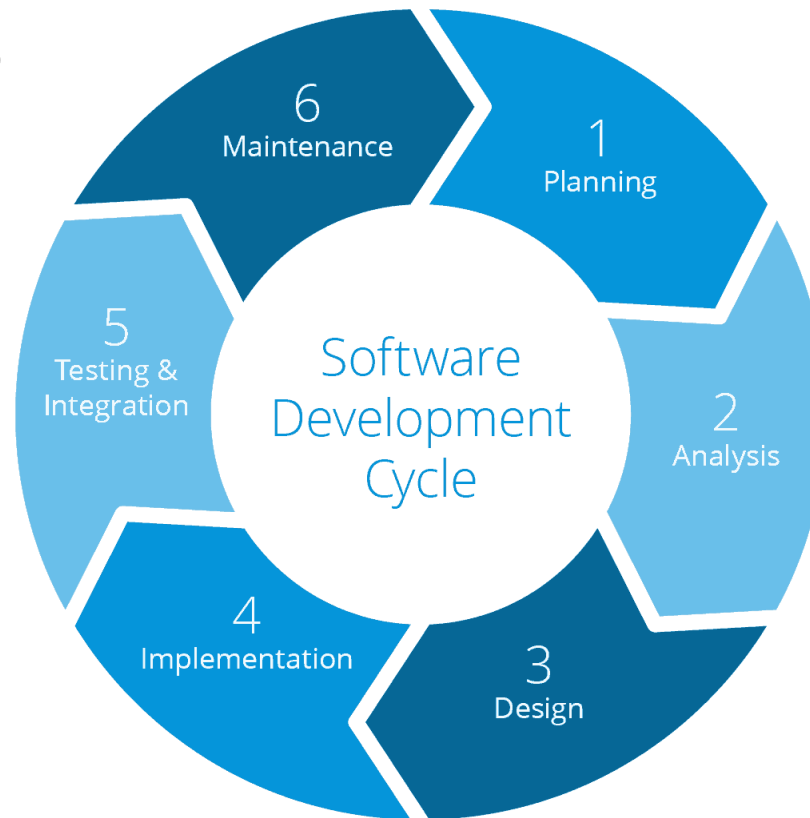 Software
Development
Cycle
1
Planning
2
Analysis
3
Design
4
Implementation
5
Testing &
Integration
6
Maintenance